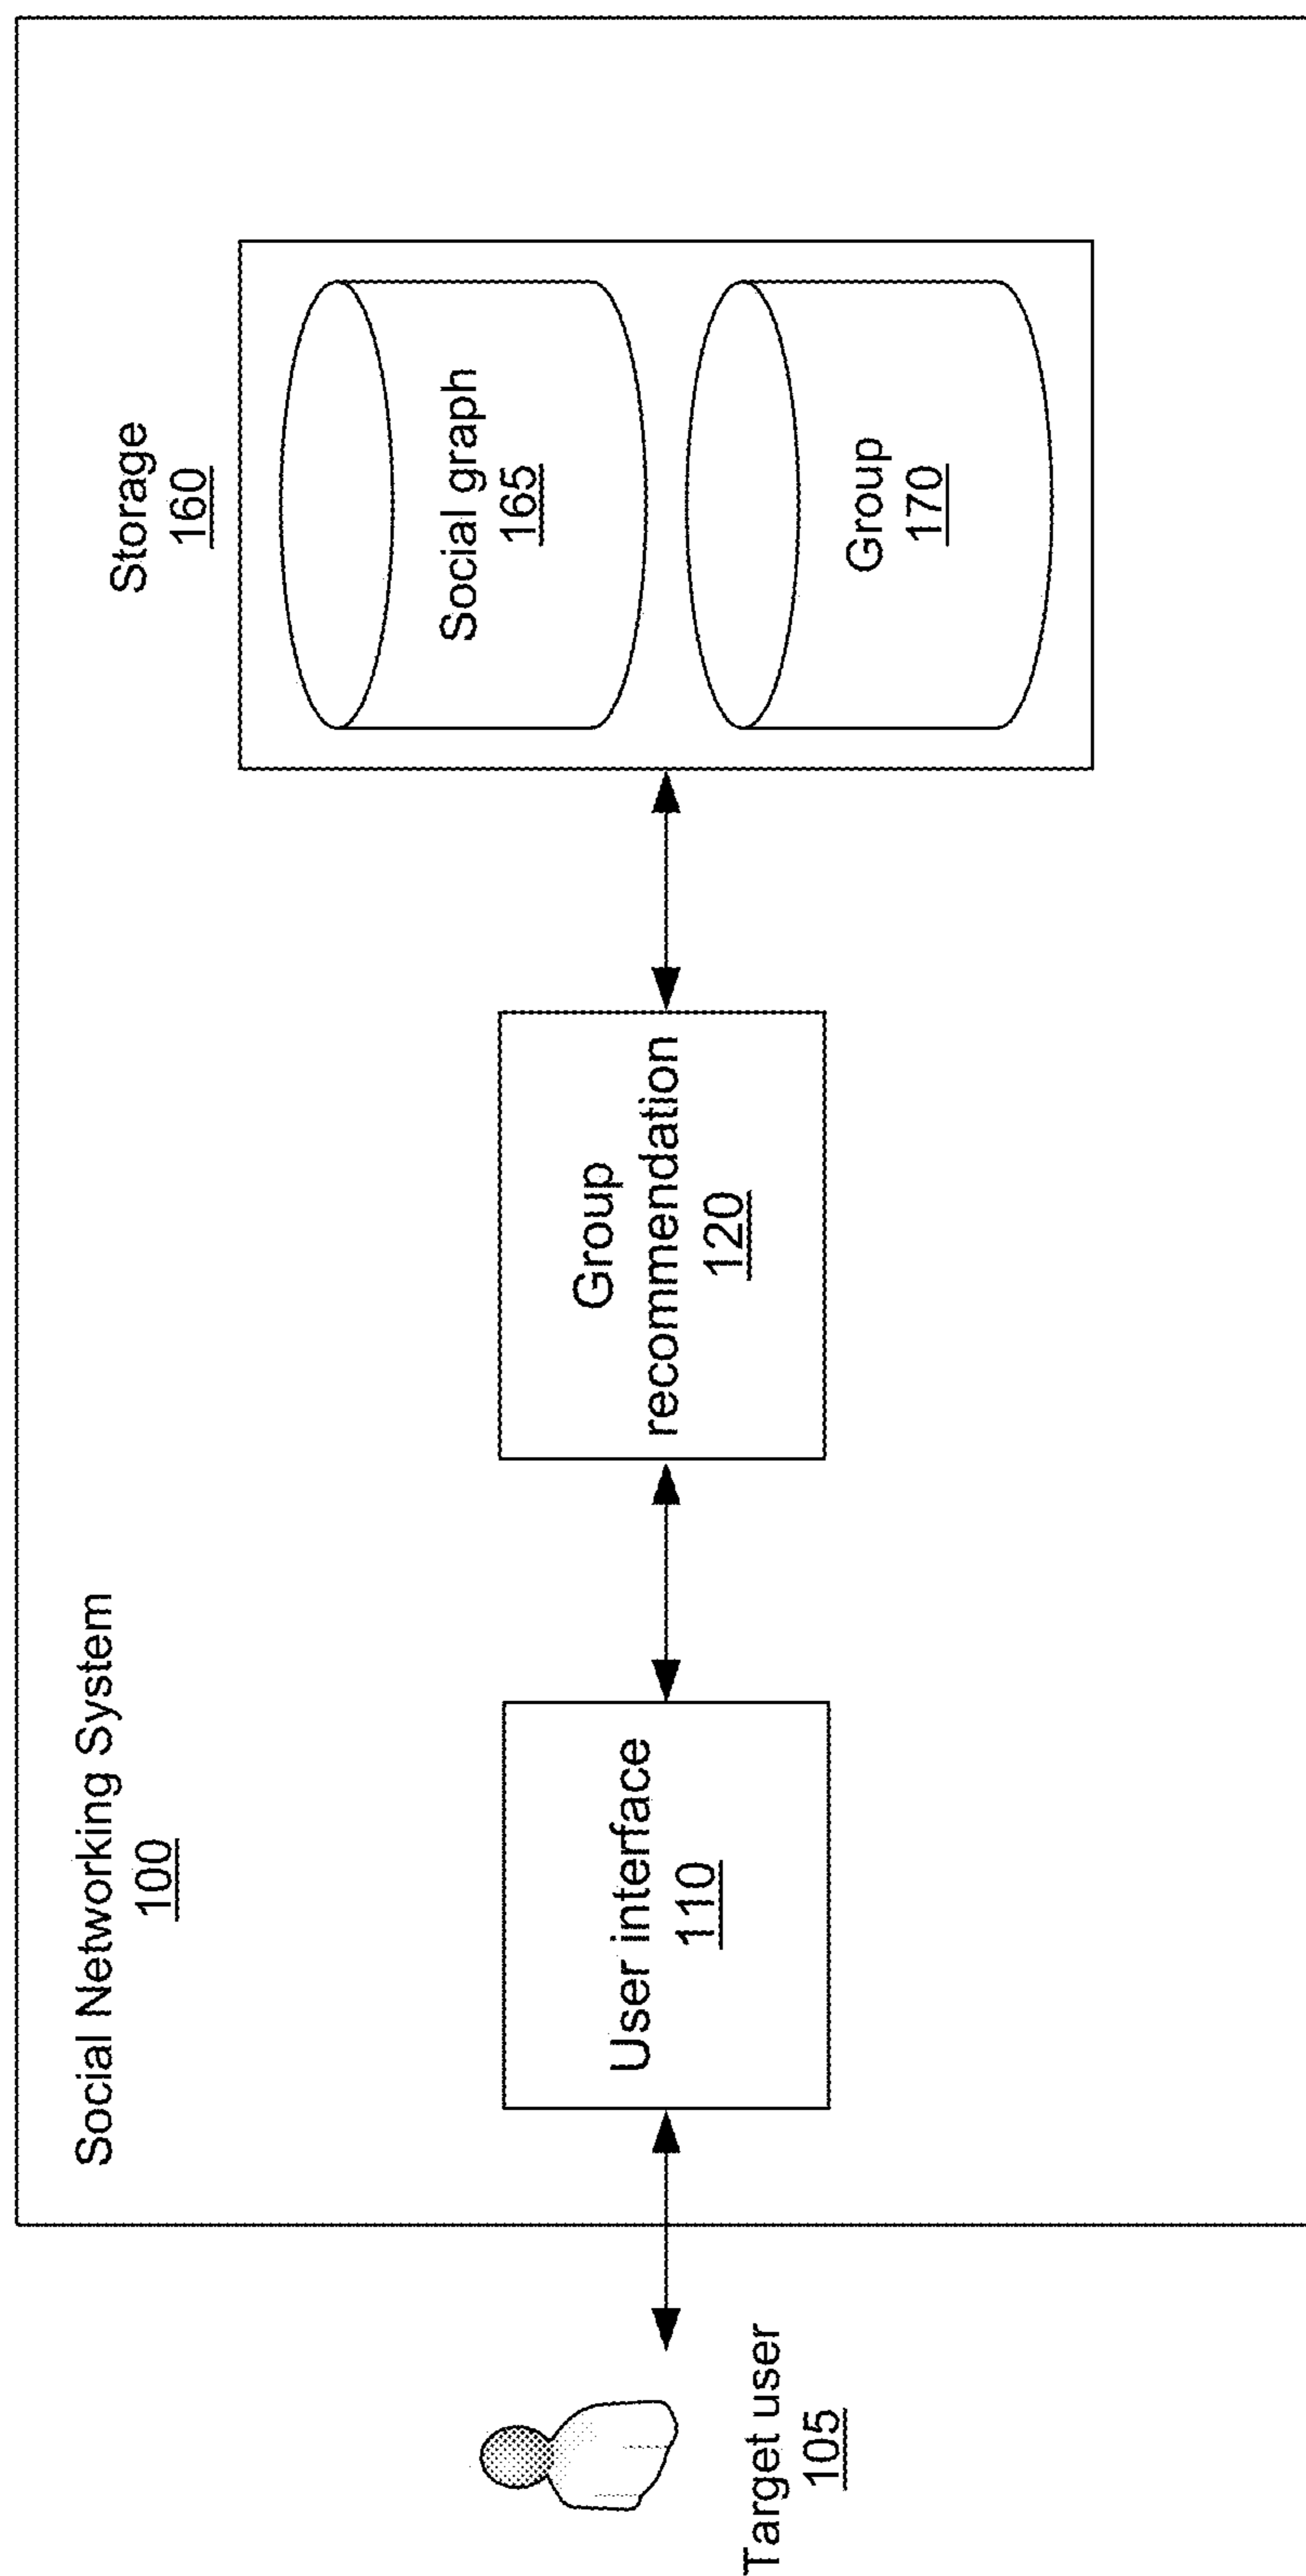 Social Networking System
100
Target user
105
User interface
110
Group
recommendation
120
Storage
160
Social graph
165
Group
170